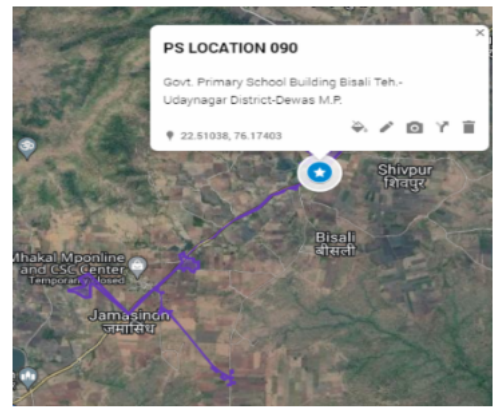 PS LOCATION 090
Govt. Primary School Building Bisali Teh.-
Udaynagar District-Dewas M.P.
22.51038, 76.17403
Shivpur
शिवपुर
Bisali
बीसली
Mhakal Mponline
and CSC Center
Temporarily closed
Jamasindh
जमासिंध